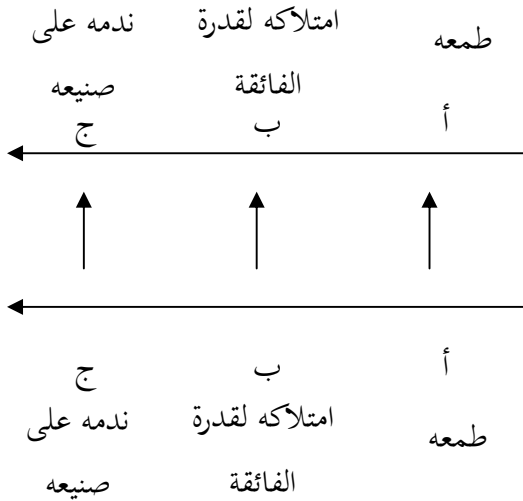 طمعه
امتلاكه لقدرة
الفائقة
ندمه على
صنيعه
أ
ب
ج
أ
ب
ج
طمعه
امتلاكه لقدرة
الفائقة
ندمه على
صنيعه